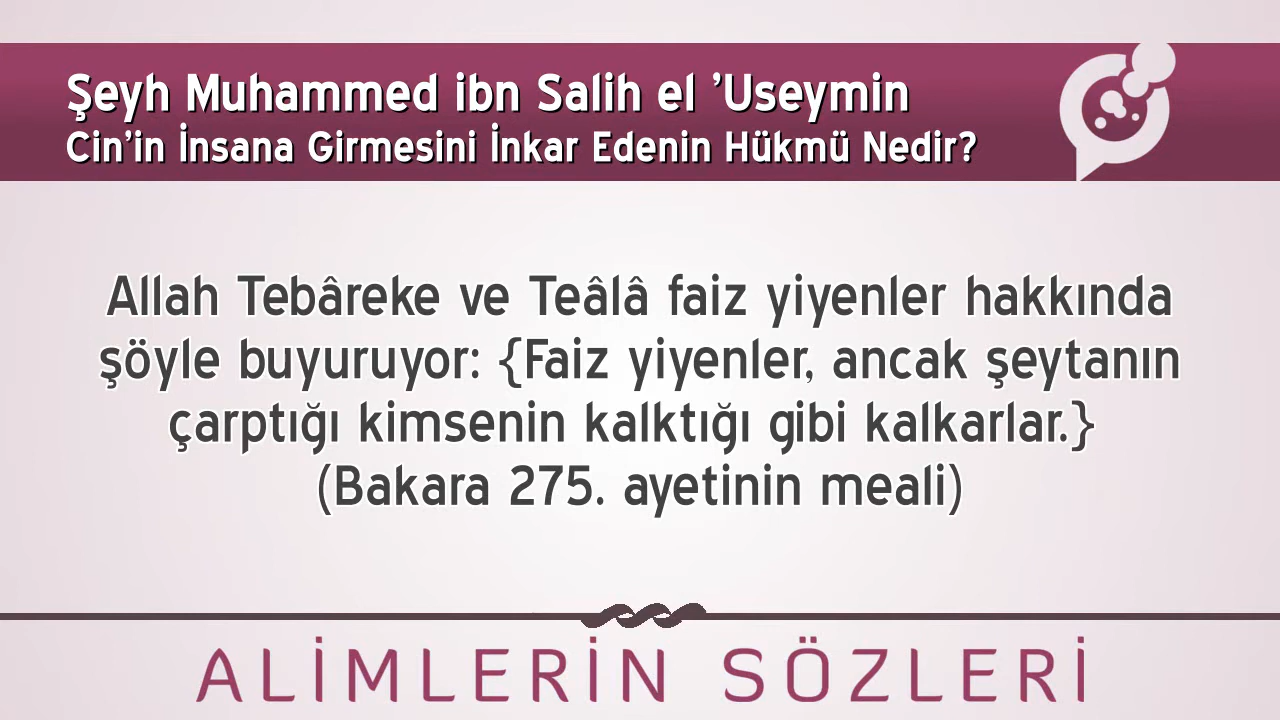 Şeyh Muhammed ibn Salih el 'Useymin
Cin'in İnsana Girmesini İnkar Edenin Hükmü Nedir?
Allah Tebâreke ve Teâlâ faiz yiyenler hakkında
şöyle buyuruyor: {Faiz yiyenler, ancak şeytanın
çarptığı kimsenin kalktığı gibi kalkarlar.}
(Bakara 275. ayetinin meali)
ALİMLERİN SÖZLERİ